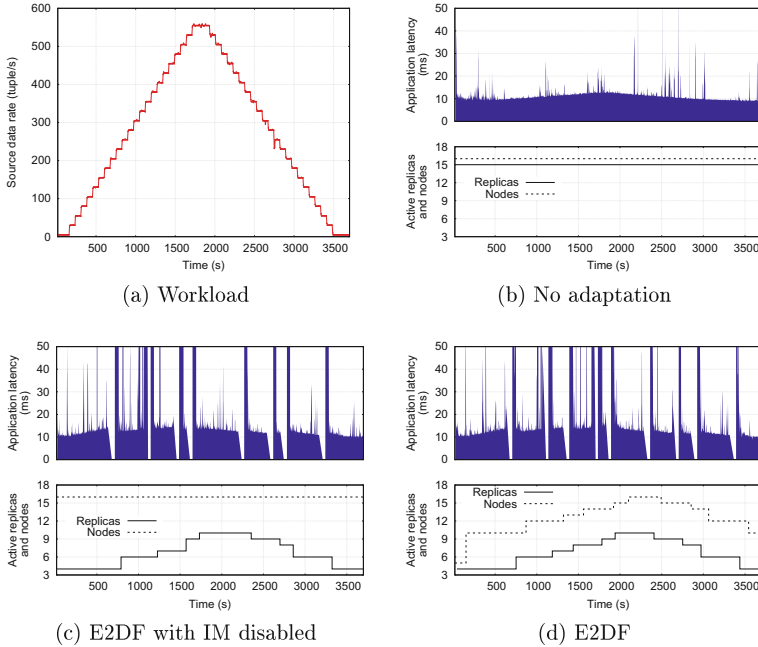 600
500
400
300
200
100
0
Source data rate (tuple/s)
500 1000 1500 2000 2500 3000 3500
Time (s)
(a) Workload
50
40
30
20
10
0
Application latency
(ms)
18
15
12
9
6
3
Active replicas
and nodes
Replicas
Nodes
500 1000 1500 2000 2500 3000 3500
Time (s)
(b) No adaptation
50
40
30
20
10
0
Application latency
(ms)
18
15
12
9
6
3
Active replicas
and nodes
Replicas
Nodes
500 1000 1500 2000 2500 3000 3500
Time (s)
(c) E2DF with IM disabled
50
40
30
20
10
0
Application latency
(ms)
18
15
12
9
6
3
Active replicas
and nodes
Replicas
Nodes
500 1000 1500 2000 2500 3000 3500
Time (s)
(d) E2DF